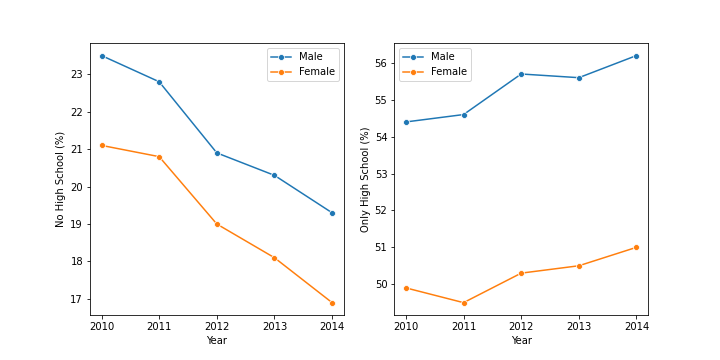 Male
Female
23
22
21
20
19
18
17
No High School (%)
2010 2011 2012 2013 2014
Year
Male
Female
56
55
54
53
52
51
50
Only High School (%)
2010 2011 2012 2013 2014
Year